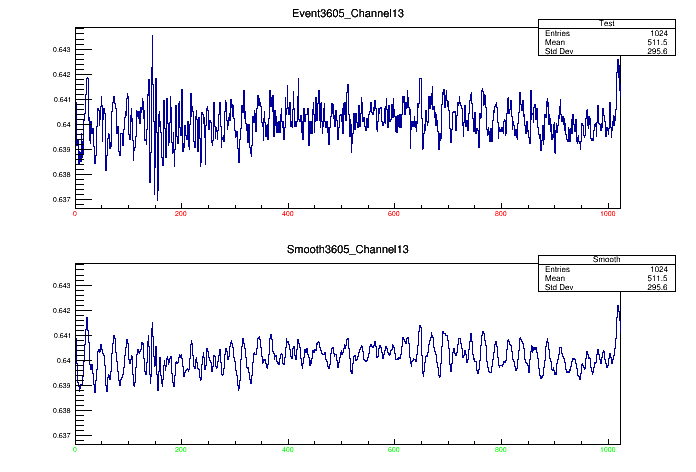 Event3605_Channel13
Test
Entries 1024
Mean 511.5
Std Dev 295.6
0.643
0.642
0.641
0.64
0.639
0.638
0.637
0 200 400 600 800 1000
Smooth3605_Channel13
Smooth
Entries 1024
Mean 511.5
Std Dev 295.6
0.643
0.642
0.641
0.64
0.639
0.638
0.637
0 200 400 600 800 1000